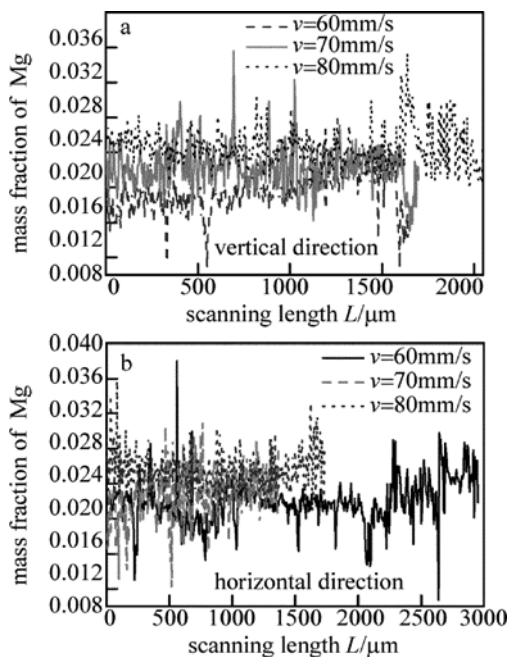 a
v=60mm/s
v=70mm/s
v=80mm/s
0.036
0.032
0.028
0.024
0.020
0.016
0.012
0.008
mass fraction of Mg
vertical direction
0 500 1000 1500 2000
scanning length L/μm
b
v=60mm/s
v=70mm/s
v=80mm/s
0.040
0.036
0.032
0.028
0.024
0.020
0.016
0.012
0.008
mass fraction of Mg
horizontal direction
0 500 1000 1500 2000 2500 3000
scanning length L/μm